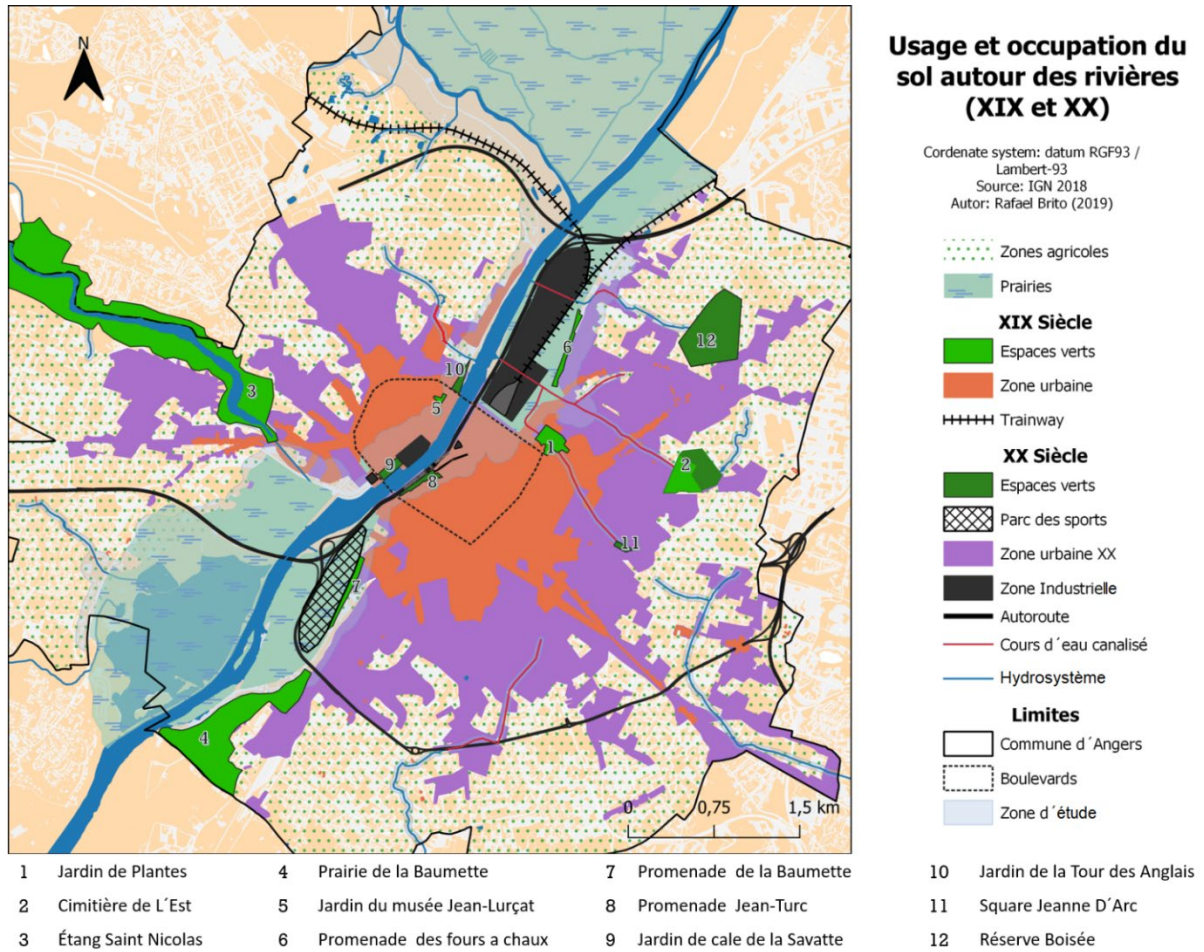 N
3
12
6
10
5
1
2
9
8
11
7
4
0 0,75 1,5 km
Usage et occupation du
sol autour des rivières
(XIX et XX)
Cordenate system: datum RGF93 /
Lambert-93
Source: IGN 2018
Autor: Rafael Brito (2019)
Zones agricoles
Prairies
XIX Siècle
Espaces verts
Zone urbaine
Trainway
XX Siècle
Espaces verts
Parc des sports
Zone urbaine XX
Zone Industrielle
Autoroute
Cours d´eau canalisé
Hydrosystème
Limites
Commune d´Angers
Boulevards
Zone d´étude
1 Jardin de Plantes
2 Cimitière de L´Est
3 Étang Saint Nicolas
4 Prairie de la Baumette
5 Jardin du musée Jean-Lurçat
6 Promenade des fours a chaux
7 Promenade de la Baumette
8 Promenade Jean-Turc
9 Jardin de cale de la Savatte
10 Jardin de la Tour des Anglais
11 Square Jeanne D´Arc
12 Réserve Boisée